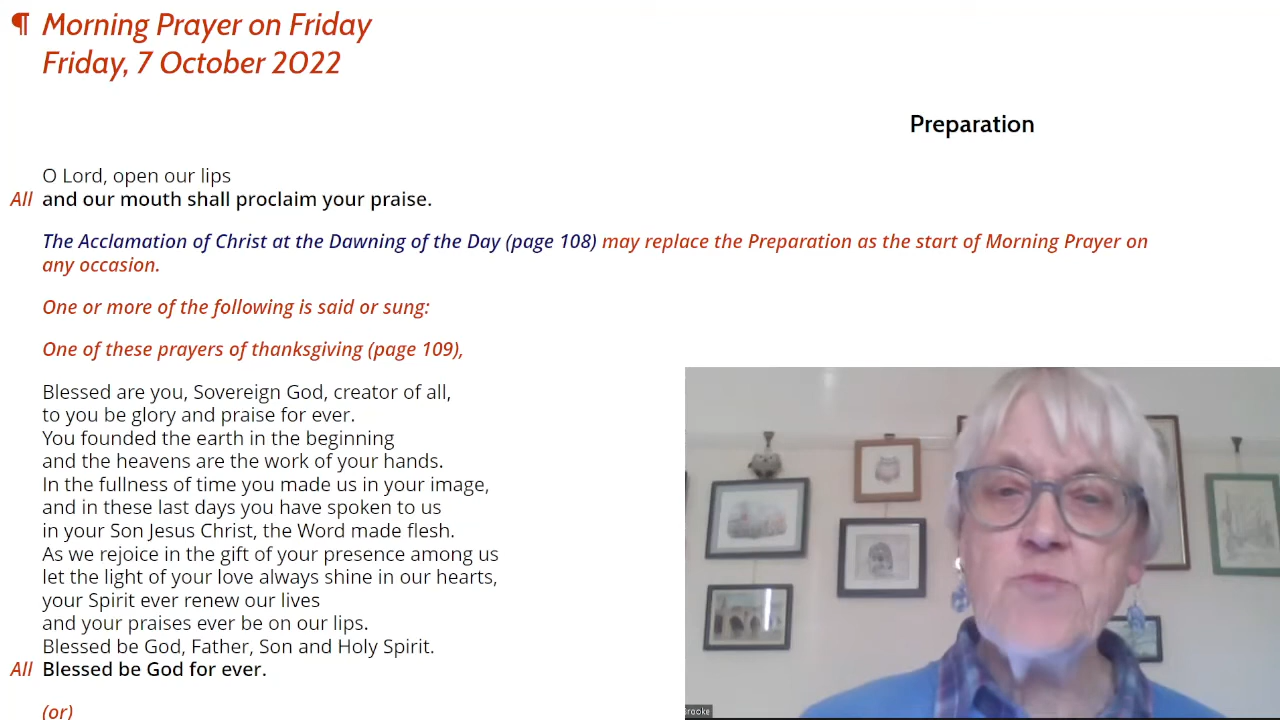 ¶ Morning Prayer on Friday
Friday, 7 October 2022
Preparation
O Lord, open our lips
All and our mouth shall proclaim your praise.
The Acclamation of Christ at the Dawning of the Day (page 108) may replace the Preparation as the start of Morning Prayer on
any occasion.
One or more of the following is said or sung:
One of these prayers of thanksgiving (page 109),
Blessed are you, Sovereign God, creator of all,
to you be glory and praise for ever.
You founded the earth in the beginning
and the heavens are the work of your hands.
In the fullness of time you made us in your image,
and in these last days you have spoken to us
in your Son Jesus Christ, the Word made flesh.
As we rejoice in the gift of your presence among us
let the light of your love always shine in our hearts,
your Spirit ever renew our lives
and your praises ever be on our lips.
Blessed be God, Father, Son and Holy Spirit.
All Blessed be God for ever.
(or)